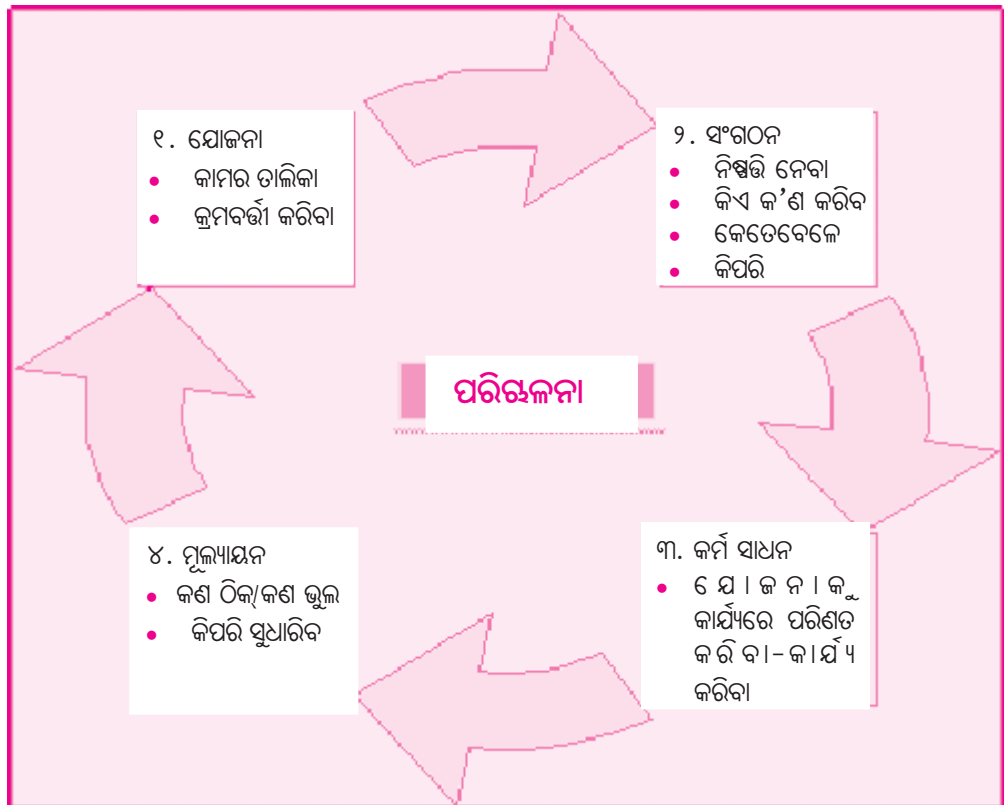 ୧. ଯୋଜନା
• କାମର ତାଲିକା
• କ୍ରମବର୍ତ୍ତୀ କରିବା
୨. ସଂଗଠନ
• ନିଷ୍ପତ୍ତି ନେବା
• କିଏ କ’ଣ କରିବ
• କେତେବେଳେ
• କିପରି
ପରିଚାଳନା
୩. କର୍ମ ସାଧନ
• ଯୋଜନାକୁ
କାର୍ଯ୍ୟରେ ପରିଣତ
କରିବା-କାର୍ଯ୍ୟ
କରିବା
୪. ମୂଲ୍ୟାୟନ
• କଣ ଠିକ୍/କଣ ଭୁଲ
• କିପରି ସୁଧାରିବ